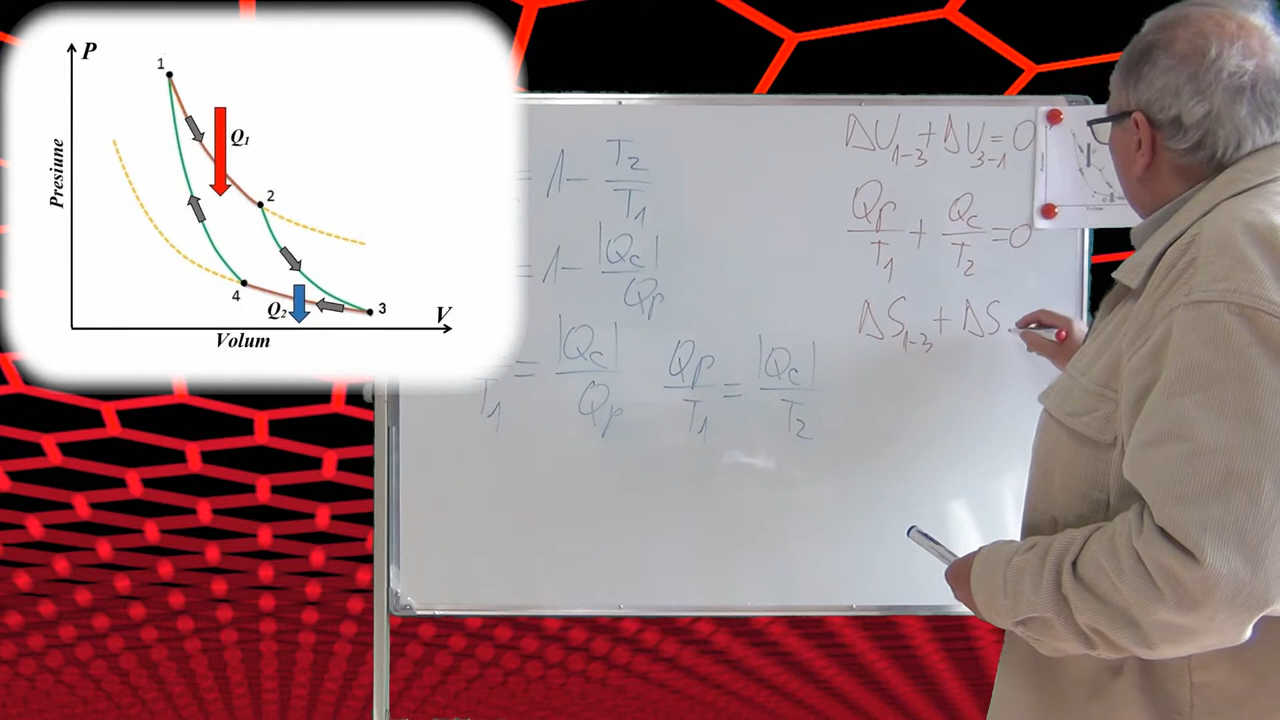 P
1
Q₁
Presiune
2
4
Q₂
3
V
Volum
= 1 - T₂/T₁
= 1 - |Qc|/Qp
T₁ = |Qc|/Qp
Qp/T₁ = |Qc|/T₂
ΔU₁₋₃ + ΔU₃₋₁ = 0
Qp/T₁ + Qc/T₂ = 0
ΔS₁₋₃ + ΔS